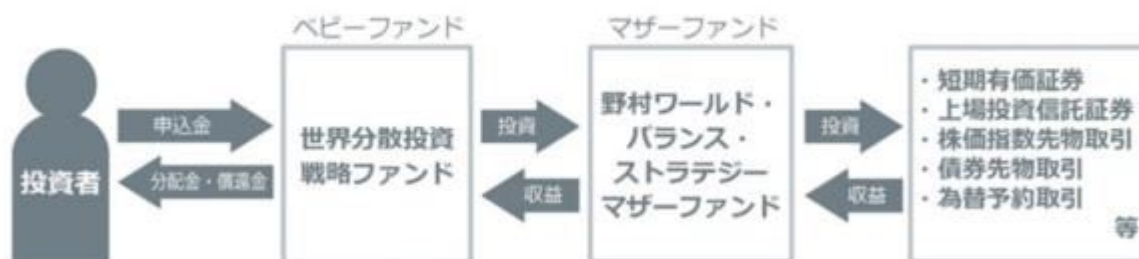 ベビーファンド
マザーファンド
投資者
申込金
分配金・償還金
世界分散投資
戦略ファンド
投資
収益
野村ワールド・
バランス・
ストラテジー
マザーファンド
投資
収益
・短期有価証券
・上場投資信託証券
・株価指数先物取引
・債券先物取引
・為替予約取引
等